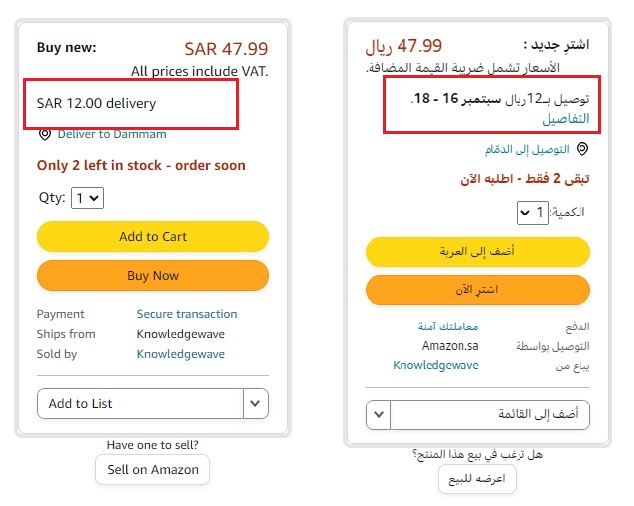 Buy new: SAR 47.99
All prices include VAT.
SAR 12.00 delivery
Deliver to Dammam
Only 2 left in stock - order soon
Qty: 1
Add to Cart
Buy Now
Payment Secure transaction
Ships from Knowledgewave
Sold by Knowledgewave
Add to List
Have one to sell?
Sell on Amazon
اشترِ جديد : 47.99 ريال
الأسعار تشمل ضريبة القيمة المضافة.
توصيل بـ12ريال سبتمبر 16 - 18.
التفاصيل
التوصيل إلى الدمّام
تبقى 2 فقط - اطلبه الآن
الكمية: 1
أضف إلى العربة
اشترِ الآن
الدفع معاملتك آمنة
التوصيل بواسطة Amazon.sa
يباع من Knowledgewave
أضف إلى القائمة
هل ترغب في بيع هذا المنتج؟
اعرضه للبيع